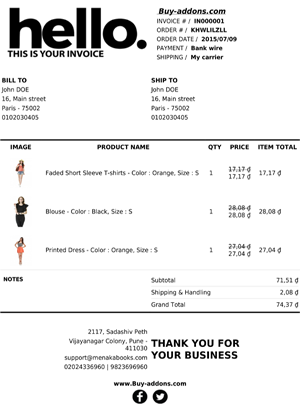 hello.
THIS IS YOUR INVOICE
Buy-addons.com
INVOICE # / IN000001
ORDER # / KHWLILZLL
ORDER DATE / 2015/07/09
PAYMENT / Bank wire
SHIPPING / My carrier
BILL TO
John DOE
16, Main street
Paris - 75002
0102030405
SHIP TO
John DOE
16, Main street
Paris - 75002
0102030405
IMAGE PRODUCT NAME QTY PRICE ITEM TOTAL
Faded Short Sleeve T-shirts - Color : Orange, Size : S 1 17,17 ₫ 17,17 ₫ 17,17 ₫
Blouse - Color : Black, Size : S 1 28,08 ₫ 28,08 ₫ 28,08 ₫
Printed Dress - Color : Orange, Size : S 1 27,04 ₫ 27,04 ₫ 27,04 ₫
NOTES
Subtotal 71,51 ₫
Shipping & Handling 2,08 ₫
Grand Total 74,37 ₫
2117, Sadashiv Peth
Vijayanagar Colony, Pune -
411030
support@menakabooks.com
02024336960 | 9823696960
THANK YOU FOR
YOUR BUSINESS
www.Buy-addons.com